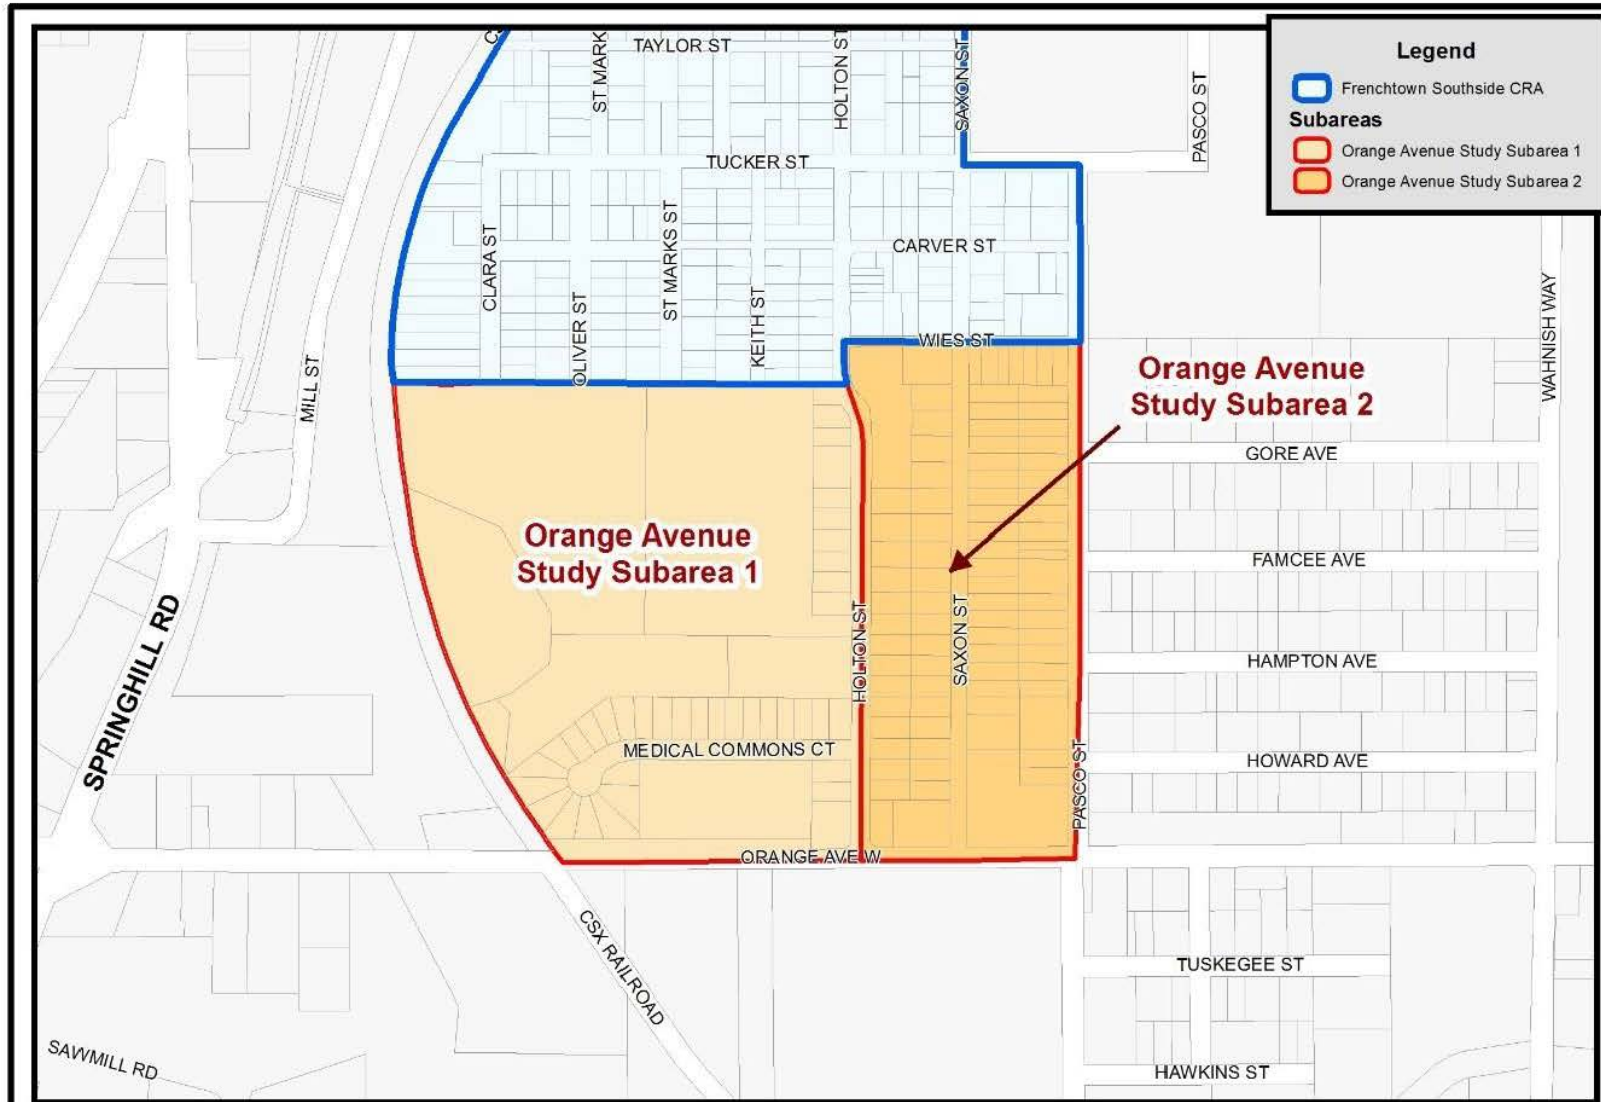 Legend
Frenchtown Southside CRA
Subareas
Orange Avenue Study Subarea 1
Orange Avenue Study Subarea 2
TAYLOR ST
ST MARK
HOLTON ST
SAXON ST
PASCO ST
TUCKER ST
CLARA ST
ST MARKS ST
CARVER ST
OLIVER ST
KEITH ST
WIES ST
MILL ST
WAHNISH WAY
Orange Avenue
Study Subarea 2
GORE AVE
Orange Avenue
Study Subarea 1
FAMCEE AVE
SPRINGHILL RD
HOLTON ST
SAXON ST
HAMPTON AVE
MEDICAL COMMONS CT
HOWARD AVE
PASCO ST
ORANGE AVE W
CSX RAILROAD
TUSKEGEE ST
SAWMILL RD
HAWKINS ST